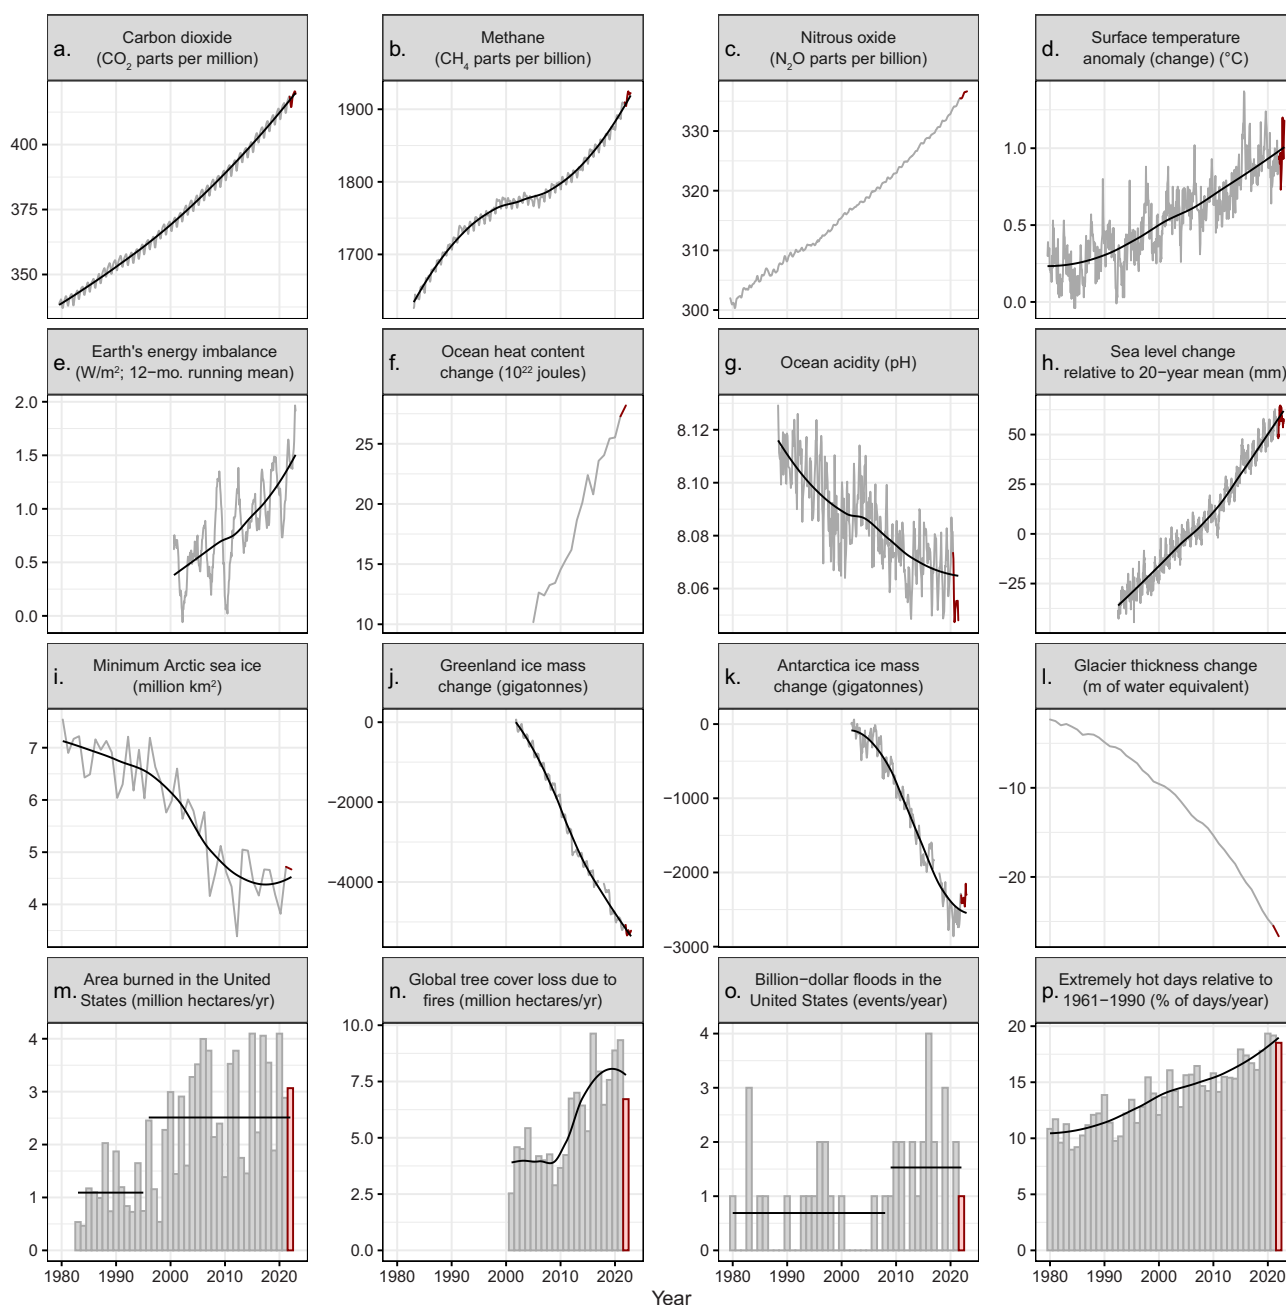 a. Carbon dioxide
(CO₂ parts per million)
b. Methane
(CH₄ parts per billion)
c. Nitrous oxide
(N₂O parts per billion)
d. Surface temperature
anomaly (change) (°C)
400
375
350
1900
1800
1700
330
320
310
300
1.0
0.5
0.0
e. Earth's energy imbalance
(W/m²; 12−mo. running mean)
f. Ocean heat content
change (10²² joules)
g. Ocean acidity (pH)
h. Sea level change
relative to 20−year mean (mm)
2.0
1.5
1.0
0.5
0.0
25
20
15
10
8.12
8.10
8.08
8.06
50
25
0
−25
i. Minimum Arctic sea ice
(million km²)
j. Greenland ice mass
change (gigatonnes)
k. Antarctica ice mass
change (gigatonnes)
l. Glacier thickness change
(m of water equivalent)
7
6
5
4
0
−2000
−4000
0
−1000
−2000
−3000
−10
−20
m. Area burned in the United
States (million hectares/yr)
n. Global tree cover loss due to
fires (million hectares/yr)
o. Billion−dollar floods in the
United States (events/year)
p. Extremely hot days relative to
1961−1990 (% of days/year)
4
3
2
1
0
10.0
7.5
5.0
2.5
0.0
4
3
2
1
0
20
15
10
5
0
1980 1990 2000 2010 2020
1980 1990 2000 2010 2020
1980 1990 2000 2010 2020
1980 1990 2000 2010 2020
Year